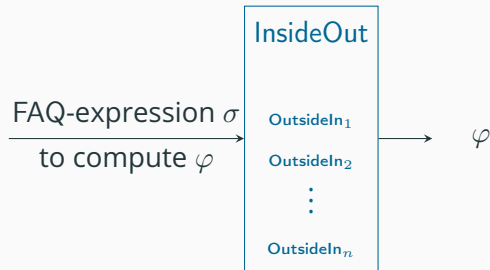 InsideOut
FAQ-expression σ
to compute φ
OutsideIn₁
OutsideIn₂
⋮
OutsideInₙ
φ